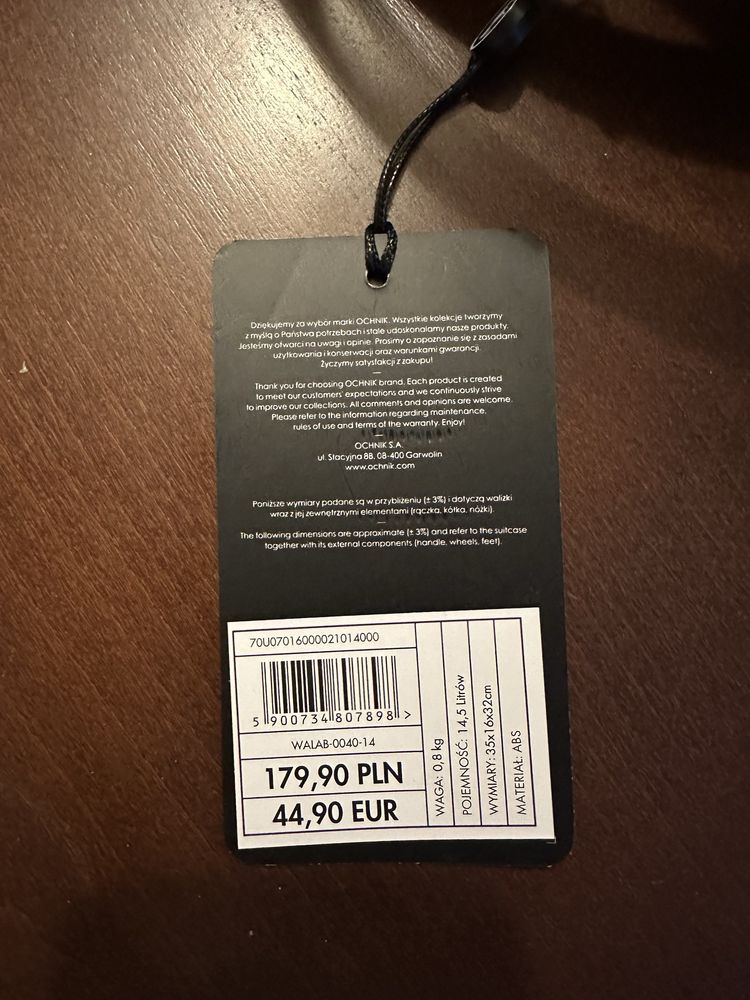 Dziękujemy za wybór marki OCHNIK. Wszystkie kolekcje tworzymy
z myślą o Państwa potrzebach i stale udoskonalamy nasze produkty.
Jesteśmy otwarci na uwagi i opinie. Prosimy o zapoznanie się z zasadami
użytkowania i konserwacji oraz warunkami gwarancji.
Życzymy satysfakcji z zakupu!
—
Thank you for choosing OCHNIK brand. Each product is created
to meet our customers' expectations and we continuously strive
to improve our collections. All comments and opinions are welcome.
Please refer to the information regarding maintenance,
rules of use and terms of the warranty. Enjoy!
—
OCHNIK S.A.
ul. Stacyjna 8B, 08-400 Garwolin
www.ochnik.com
Poniższe wymiary podane są w przybliżeniu (± 3%) i dotyczą walizki
wraz z jej zewnętrznymi elementami (rączka, kółka, nóżki).
—
The following dimensions are approximate (± 3%) and refer to the suitcase
together with its external components (handle, wheels, feet).
70U07016000021014000
5 900734 807898 >
WALAB-0040-14
179,90 PLN
44,90 EUR
WAGA: 0,8 kg
POJEMNOŚĆ: 14,5 Litrów
WYMIARY: 35x16x32cm
MATERIAŁ: ABS